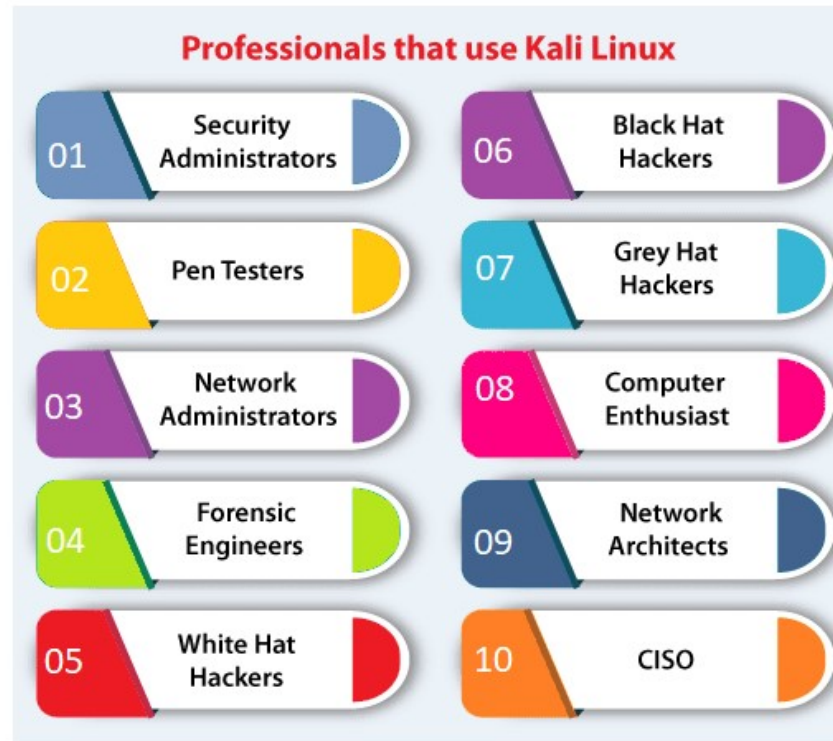 Professionals that use Kali Linux
01
Security
Administrators
02
Pen Testers
03
Network
Administrators
04
Forensic
Engineers
05
White Hat
Hackers
06
Black Hat
Hackers
07
Grey Hat
Hackers
08
Computer
Enthusiast
09
Network
Architects
10
CISO